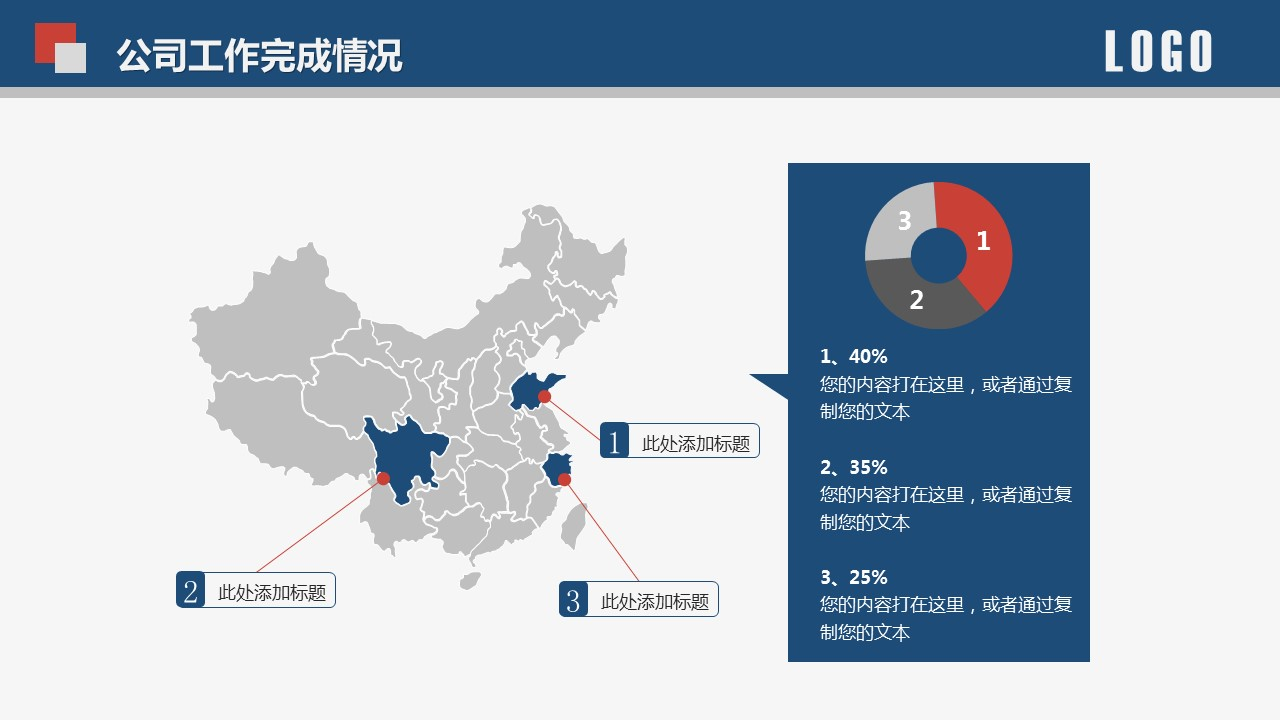 公司工作完成情况
LOGO
1 此处添加标题
2 此处添加标题
3 此处添加标题
3
1
2
1、40%
您的内容打在这里，或者通过复
制您的文本
2、35%
您的内容打在这里，或者通过复
制您的文本
3、25%
您的内容打在这里，或者通过复
制您的文本